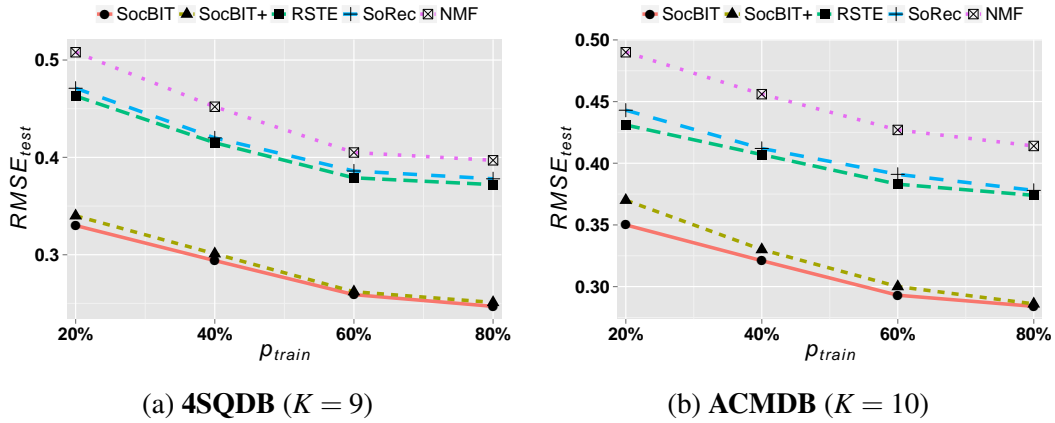 SocBIT SocBIT+ RSTE SoRec NMF
0.5
0.4
0.3
RMSE_test
20% 40% 60% 80%
p_train
(a) 4SQDB (K = 9)
SocBIT SocBIT+ RSTE SoRec NMF
0.50
0.45
0.40
0.35
0.30
RMSE_test
20% 40% 60% 80%
p_train
(b) ACMDB (K = 10)